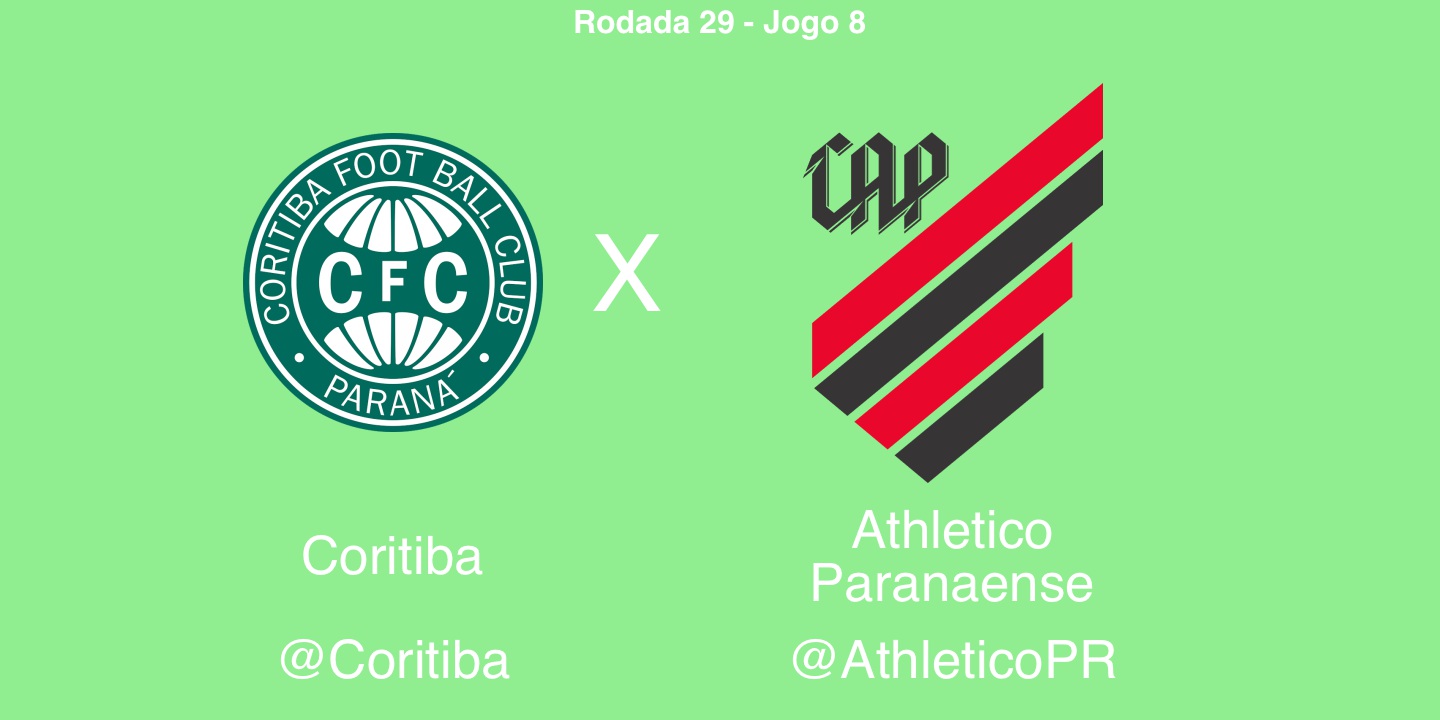 Rodada 29 - Jogo 8
CORITIBA FOOT BALL CLUB
CFC
PARANÁ
X
CAP
Coritiba
Athletico
Paranaense
@Coritiba
@AthleticoPR